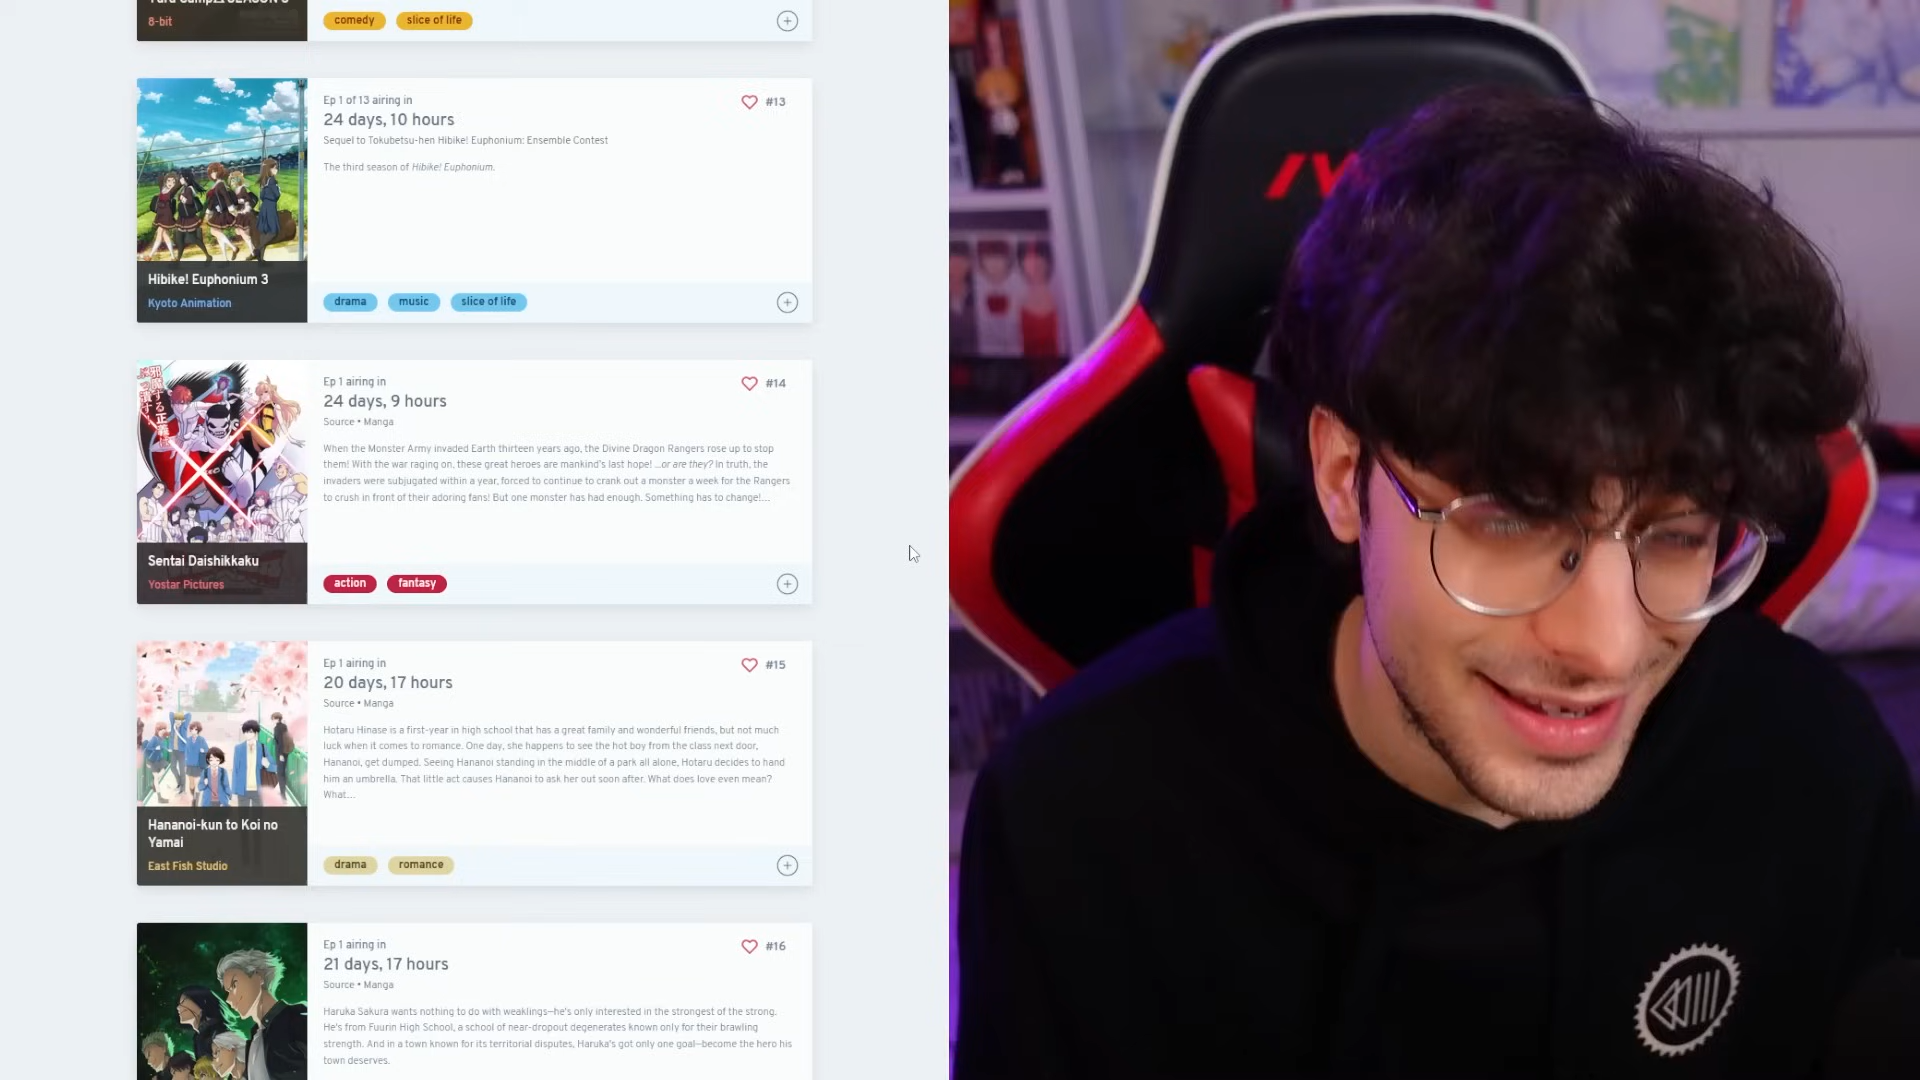 8-bit
comedy
slice of life
Ep 1 of 13 airing in
#13
24 days, 10 hours
Sequel to Tokubetsu-hen Hibike! Euphonium: Ensemble Contest
The third season of Hibike! Euphonium.
Hibike! Euphonium 3
Kyoto Animation
drama
music
slice of life
Ep 1 airing in
#14
24 days, 9 hours
Source • Manga
When the Monster Army invaded Earth thirteen years ago, the Divine Dragon Rangers rose up to stop
them! With the war raging on, these great heroes are mankind's last hope! ...or are they? In truth, the
invaders were subjugated within a year, forced to continue to crank out a monster a week for the Rangers
to crush in front of their adoring fans! But one monster has had enough. Something has to change!...
Sentai Daishikkaku
Yostar Pictures
action
fantasy
Ep 1 airing in
#15
20 days, 17 hours
Source • Manga
Hotaru Hinase is a first-year in high school that has a great family and wonderful friends, but not much
luck when it comes to romance. One day, she happens to see the hot boy from the class next door,
Hananoi, get dumped. Seeing Hananoi standing in the middle of a park all alone, Hotaru decides to hand
him an umbrella. That little act causes Hananoi to ask her out soon after. What does love even mean?
What...
Hananoi-kun to Koi no
Yamai
East Fish Studio
drama
romance
Ep 1 airing in
#16
21 days, 17 hours
Source • Manga
Haruka Sakura wants nothing to do with weaklings—he's only interested in the strongest of the strong.
He's from Fuurin High School, a school of near-dropout degenerates known only for their brawling
strength. And in a town known for its territorial disputes, Haruka's got only one goal—become the hero his
town deserves.